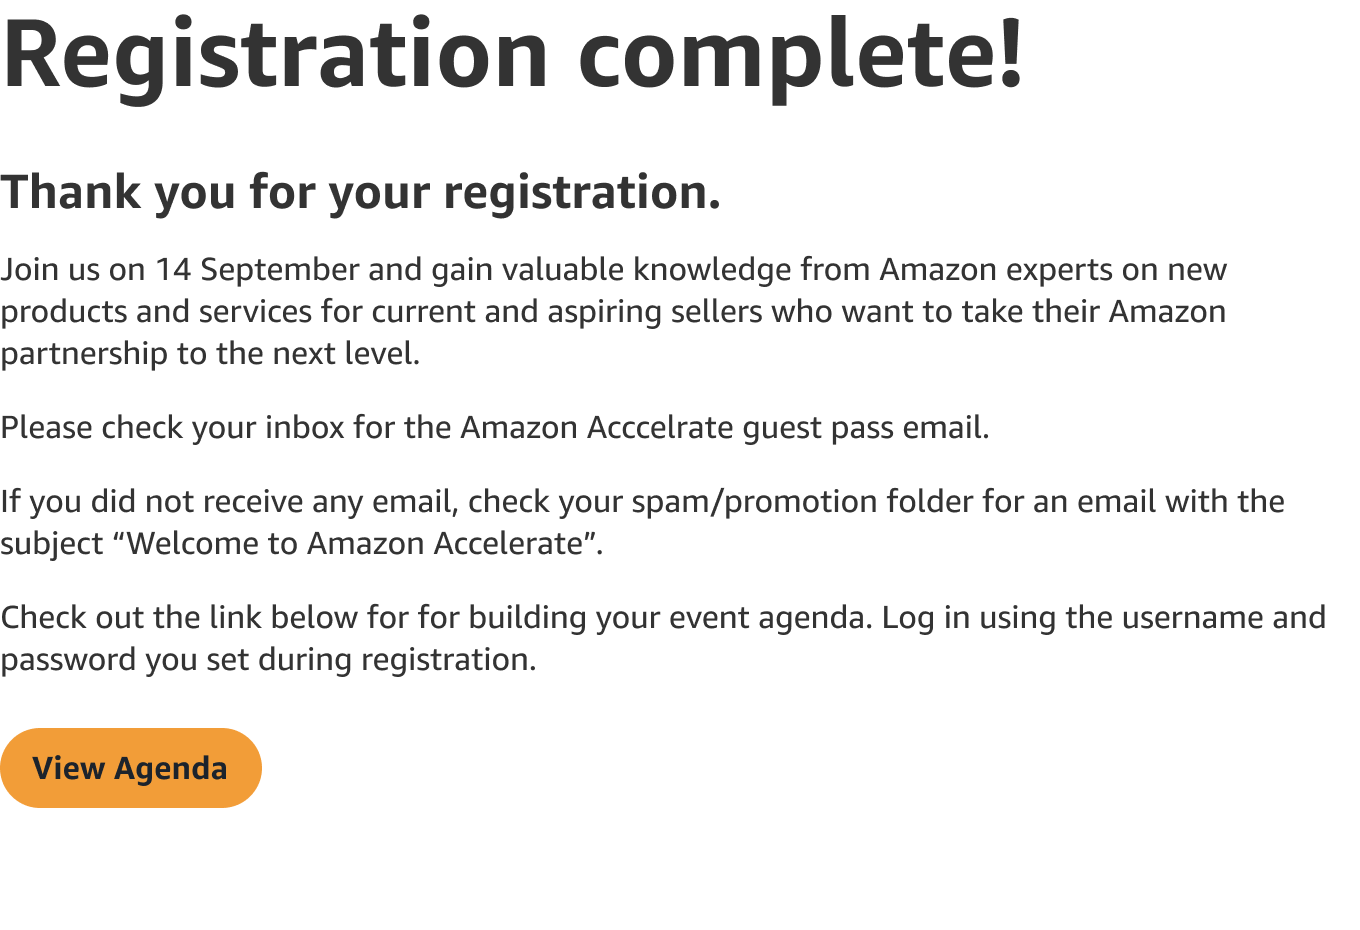 Registration complete!
Thank you for your registration.
Join us on 14 September and gain valuable knowledge from Amazon experts on new
products and services for current and aspiring sellers who want to take their Amazon
partnership to the next level.
Please check your inbox for the Amazon Acccelrate guest pass email.
If you did not receive any email, check your spam/promotion folder for an email with the
subject “Welcome to Amazon Accelerate”.
Check out the link below for for building your event agenda. Log in using the username and
password you set during registration.
View Agenda